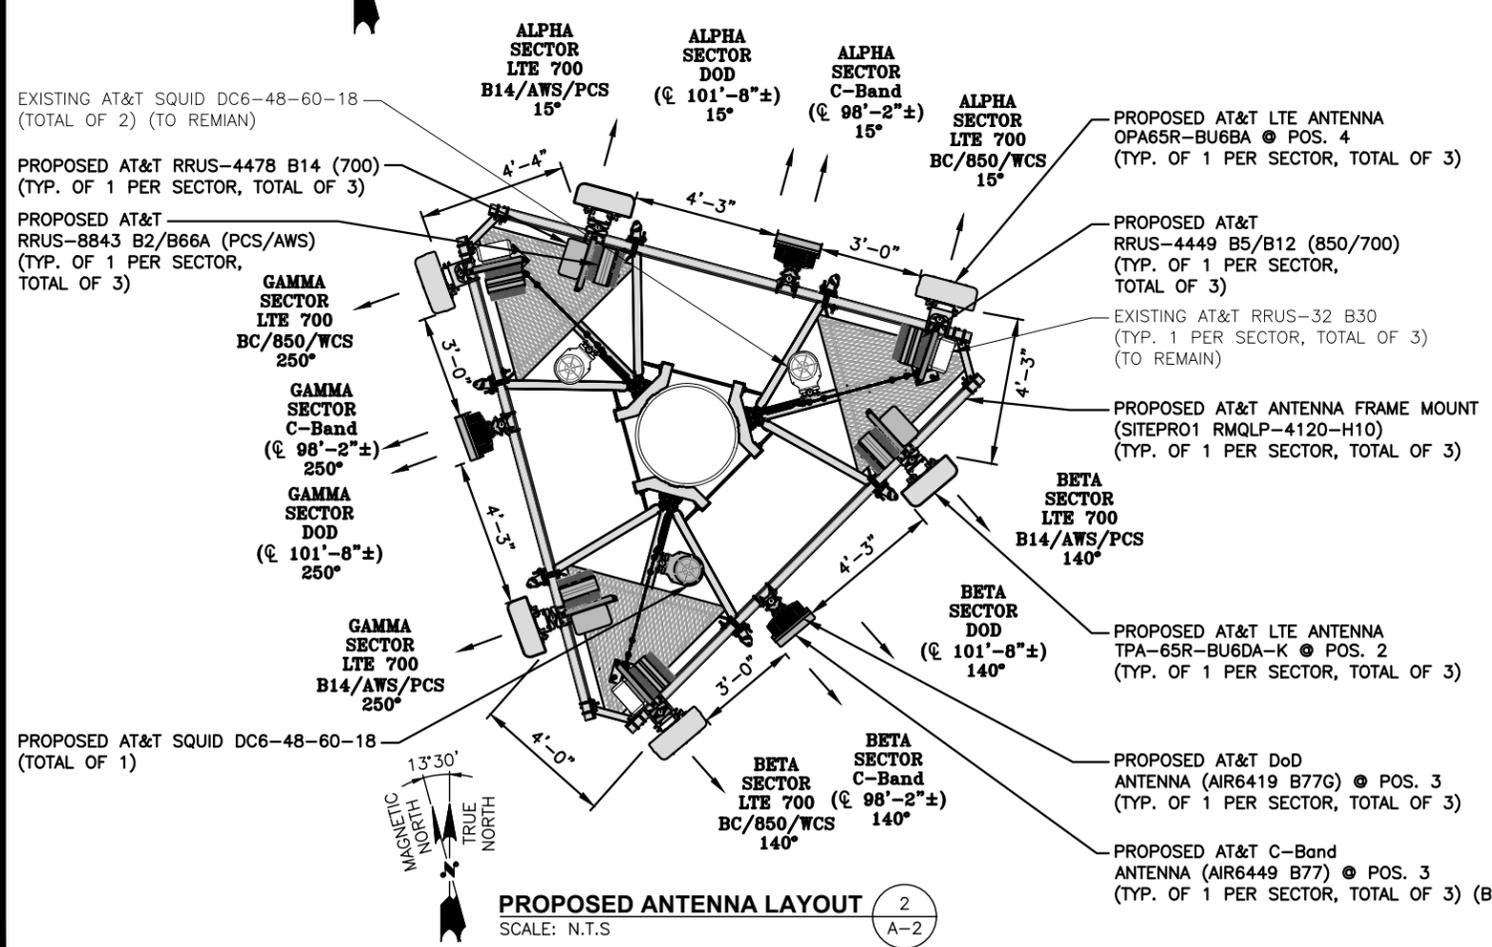 ALPHA
SECTOR
LTE 700
B14/AWS/PCS
15°
ALPHA
SECTOR
DOD
(℄ 101'-8"±)
15°
ALPHA
SECTOR
C-Band
(℄ 98'-2"±)
15°
ALPHA
SECTOR
LTE 700
BC/850/WCS
15°
EXISTING AT&T SQUID DC6-48-60-18
(TOTAL OF 2) (TO REMIAN)
PROPOSED AT&T RRUS-4478 B14 (700)
(TYP. OF 1 PER SECTOR, TOTAL OF 3)
PROPOSED AT&T
RRUS-8843 B2/B66A (PCS/AWS)
(TYP. OF 1 PER SECTOR,
TOTAL OF 3)
4'-4"
4'-3"
3'-0"
PROPOSED AT&T LTE ANTENNA
OPA65R-BU6BA @ POS. 4
(TYP. OF 1 PER SECTOR, TOTAL OF 3)
PROPOSED AT&T
RRUS-4449 B5/B12 (850/700)
(TYP. OF 1 PER SECTOR,
TOTAL OF 3)
EXISTING AT&T RRUS-32 B30
(TYP. 1 PER SECTOR, TOTAL OF 3)
(TO REMAIN)
PROPOSED AT&T ANTENNA FRAME MOUNT
(SITEPRO1 RMQLP-4120-H10)
(TYP. OF 1 PER SECTOR, TOTAL OF 3)
GAMMA
SECTOR
LTE 700
BC/850/WCS
250°
3'-0"
4'-3"
GAMMA
SECTOR
C-Band
(℄ 98'-2"±)
250°
GAMMA
SECTOR
DOD
(℄ 101'-8"±)
250°
4'-3"
GAMMA
SECTOR
LTE 700
B14/AWS/PCS
250°
BETA
SECTOR
LTE 700
B14/AWS/PCS
140°
4'-3"
BETA
SECTOR
DOD
(℄ 101'-8"±)
140°
3'-0"
4'-0"
PROPOSED AT&T LTE ANTENNA
TPA-65R-BU6DA-K @ POS. 2
(TYP. OF 1 PER SECTOR, TOTAL OF 3)
PROPOSED AT&T SQUID DC6-48-60-18
(TOTAL OF 1)
BETA
SECTOR
LTE 700
BC/850/WCS
140°
BETA
SECTOR
C-Band
(℄ 98'-2"±)
140°
PROPOSED AT&T DoD
ANTENNA (AIR6419 B77G) @ POS. 3
(TYP. OF 1 PER SECTOR, TOTAL OF 3)
PROPOSED AT&T C-Band
ANTENNA (AIR6449 B77) @ POS. 3
(TYP. OF 1 PER SECTOR, TOTAL OF 3) (B
13°30'
MAGNETIC
NORTH
TRUE
NORTH
N
PROPOSED ANTENNA LAYOUT
2
A-2
SCALE: N.T.S